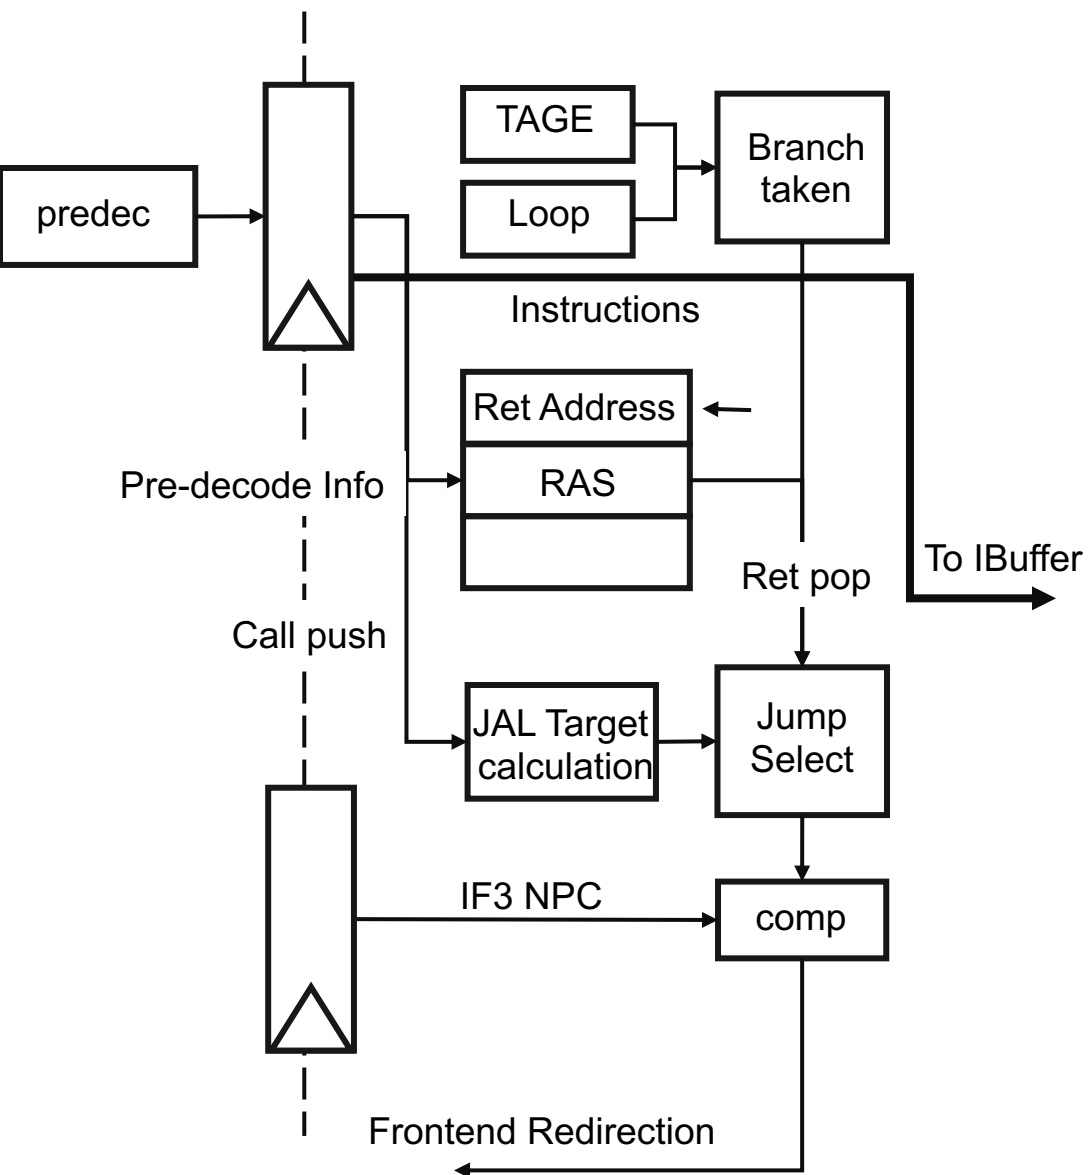 TAGE
Branch
taken
predec
Loop
Instructions
Ret Address
Pre-decode Info
RAS
To IBuffer
Ret pop
Call push
JAL Target
calculation
Jump
Select
IF3 NPC
comp
Frontend Redirection